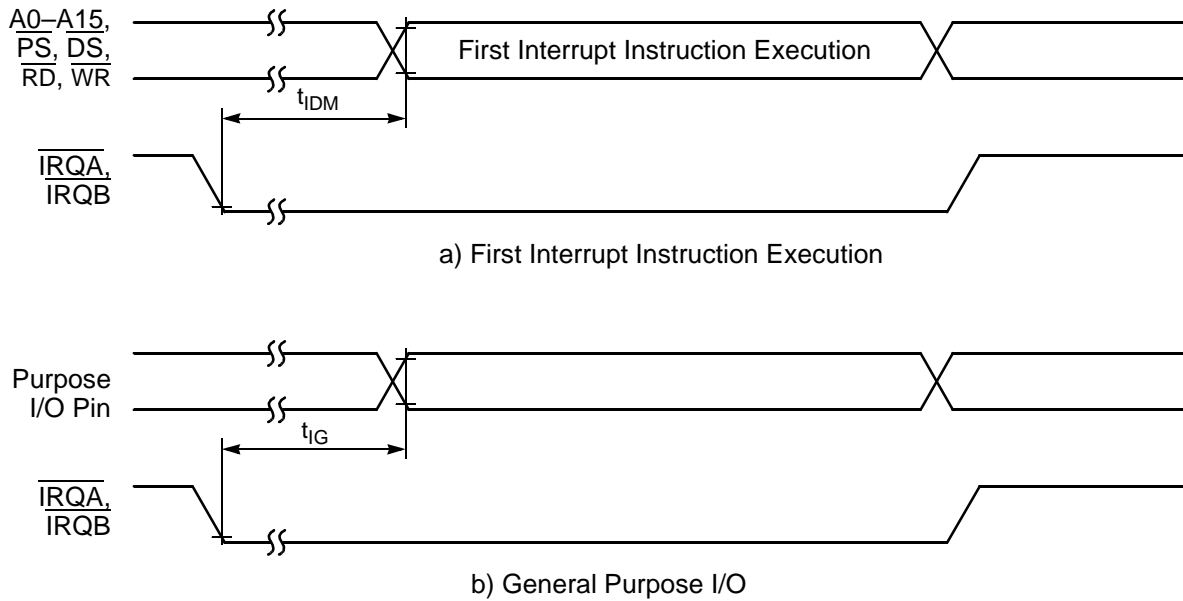 A0–A15,
PS, DS,
RD, WR
First Interrupt Instruction Execution
tIDM
IRQA,
IRQB
a) First Interrupt Instruction Execution
Purpose
I/O Pin
tIG
IRQA,
IRQB
b) General Purpose I/O